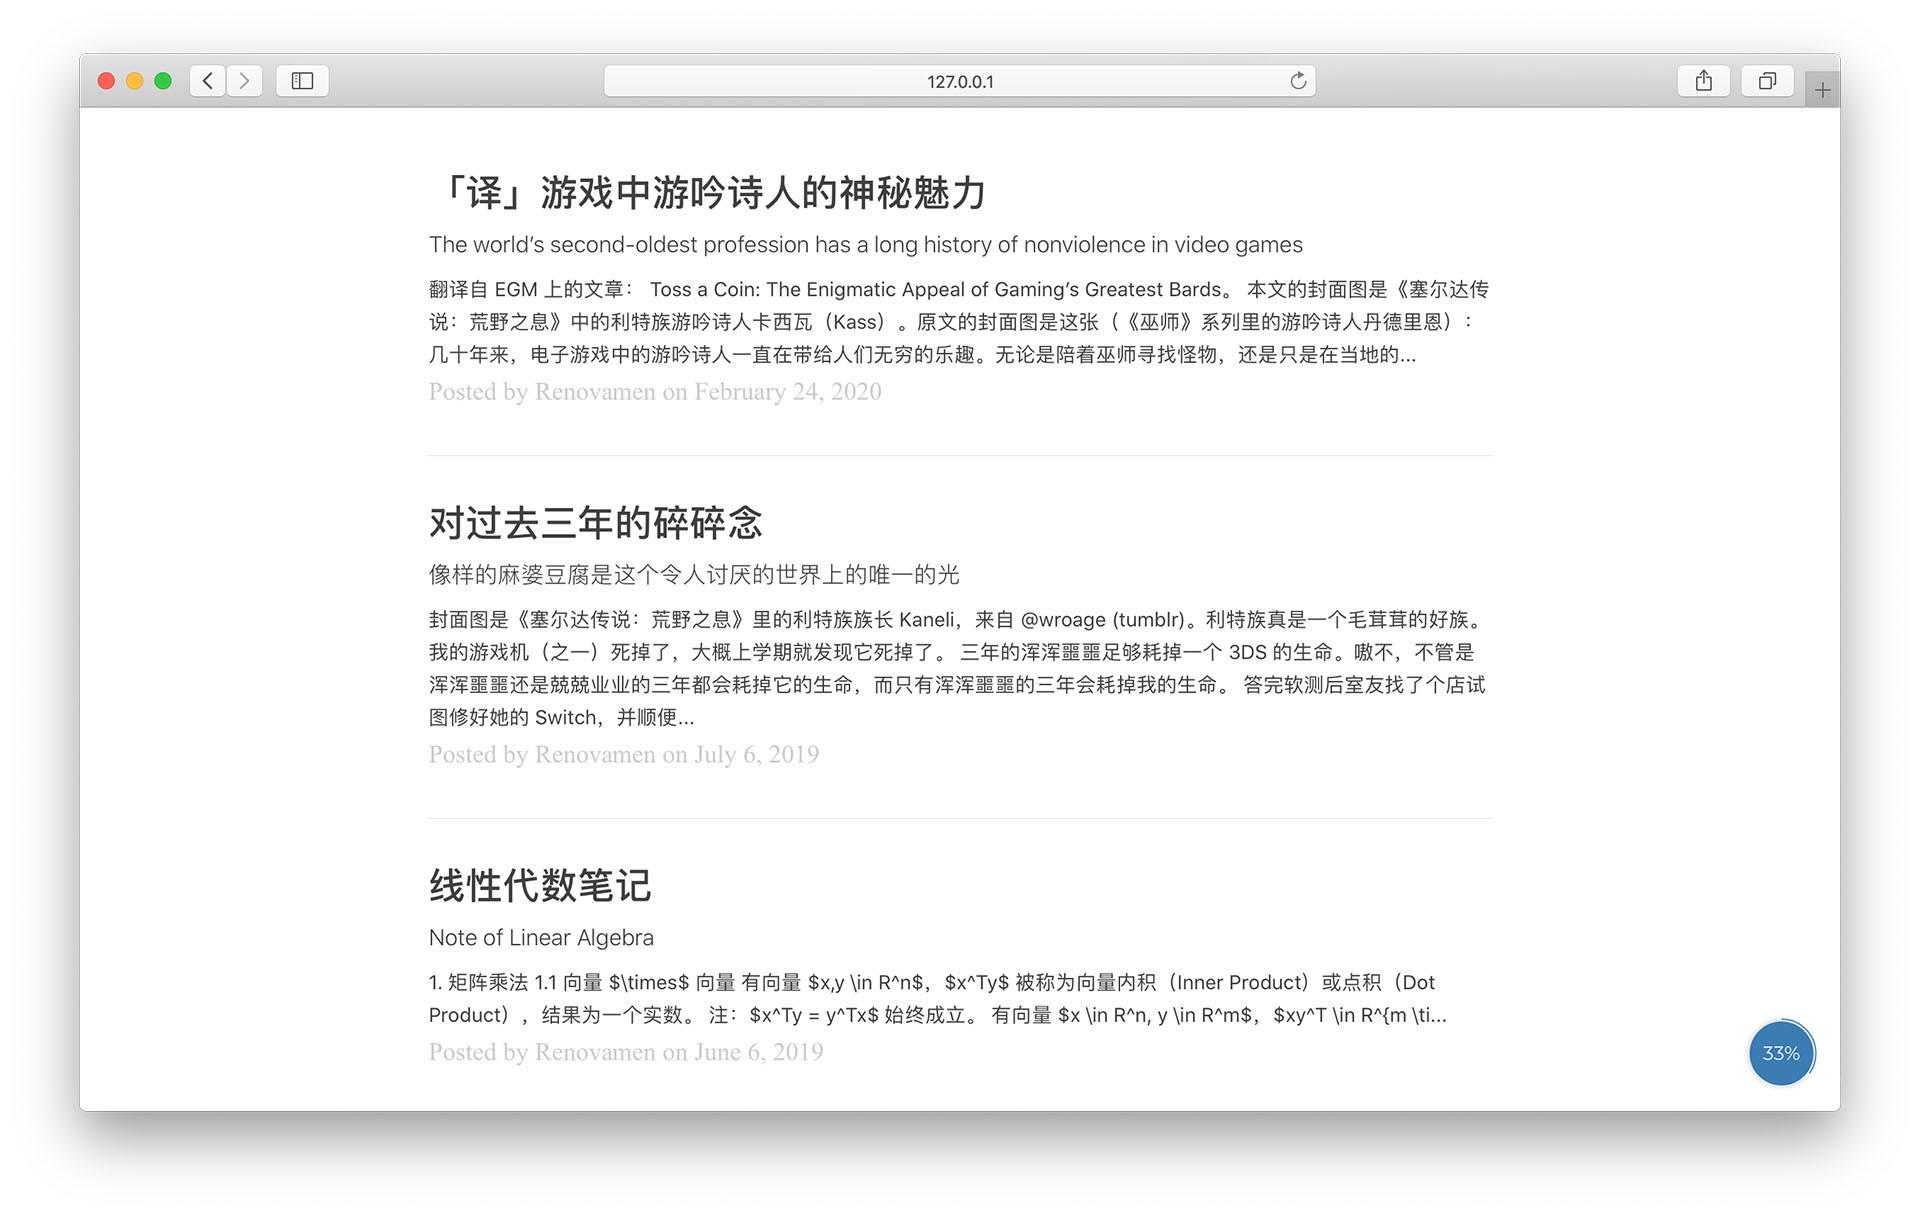 127.0.0.1
「译」游戏中游吟诗人的神秘魅力
The world’s second-oldest profession has a long history of nonviolence in video games
翻译自 EGM 上的文章： Toss a Coin: The Enigmatic Appeal of Gaming’s Greatest Bards。 本文的封面图是《塞尔达传
说：荒野之息》中的利特族游吟诗人卡西瓦（Kass）。原文的封面图是这张（《巫师》系列里的游吟诗人丹德里恩）：
几十年来，电子游戏中的游吟诗人一直在带给人们无穷的乐趣。无论是陪着巫师寻找怪物，还是只是在当地的...
Posted by Renovamen on February 24, 2020
对过去三年的碎碎念
像样的麻婆豆腐是这个令人讨厌的世界上的唯一的光
封面图是《塞尔达传说：荒野之息》里的利特族族长 Kaneli，来自 @wroage (tumblr)。利特族真是一个毛茸茸的好族。
我的游戏机（之一）死掉了，大概上学期就发现它死掉了。 三年的浑浑噩噩足够耗掉一个 3DS 的生命。嗷不，不管是
浑浑噩噩还是兢兢业业的三年都会耗掉它的生命，而只有浑浑噩噩的三年会耗掉我的生命。 答完软测后室友找了个店试
图修好她的 Switch，并顺便...
Posted by Renovamen on July 6, 2019
线性代数笔记
Note of Linear Algebra
1. 矩阵乘法 1.1 向量 $\times$ 向量 有向量 $x,y \in R^n$，$x^Ty$ 被称为向量内积（Inner Product）或点积（Dot
Product），结果为一个实数。 注：$x^Ty = y^Tx$ 始终成立。 有向量 $x \in R^n, y \in R^m$，$xy^T \in R^{m \ti...
Posted by Renovamen on June 6, 2019
33%